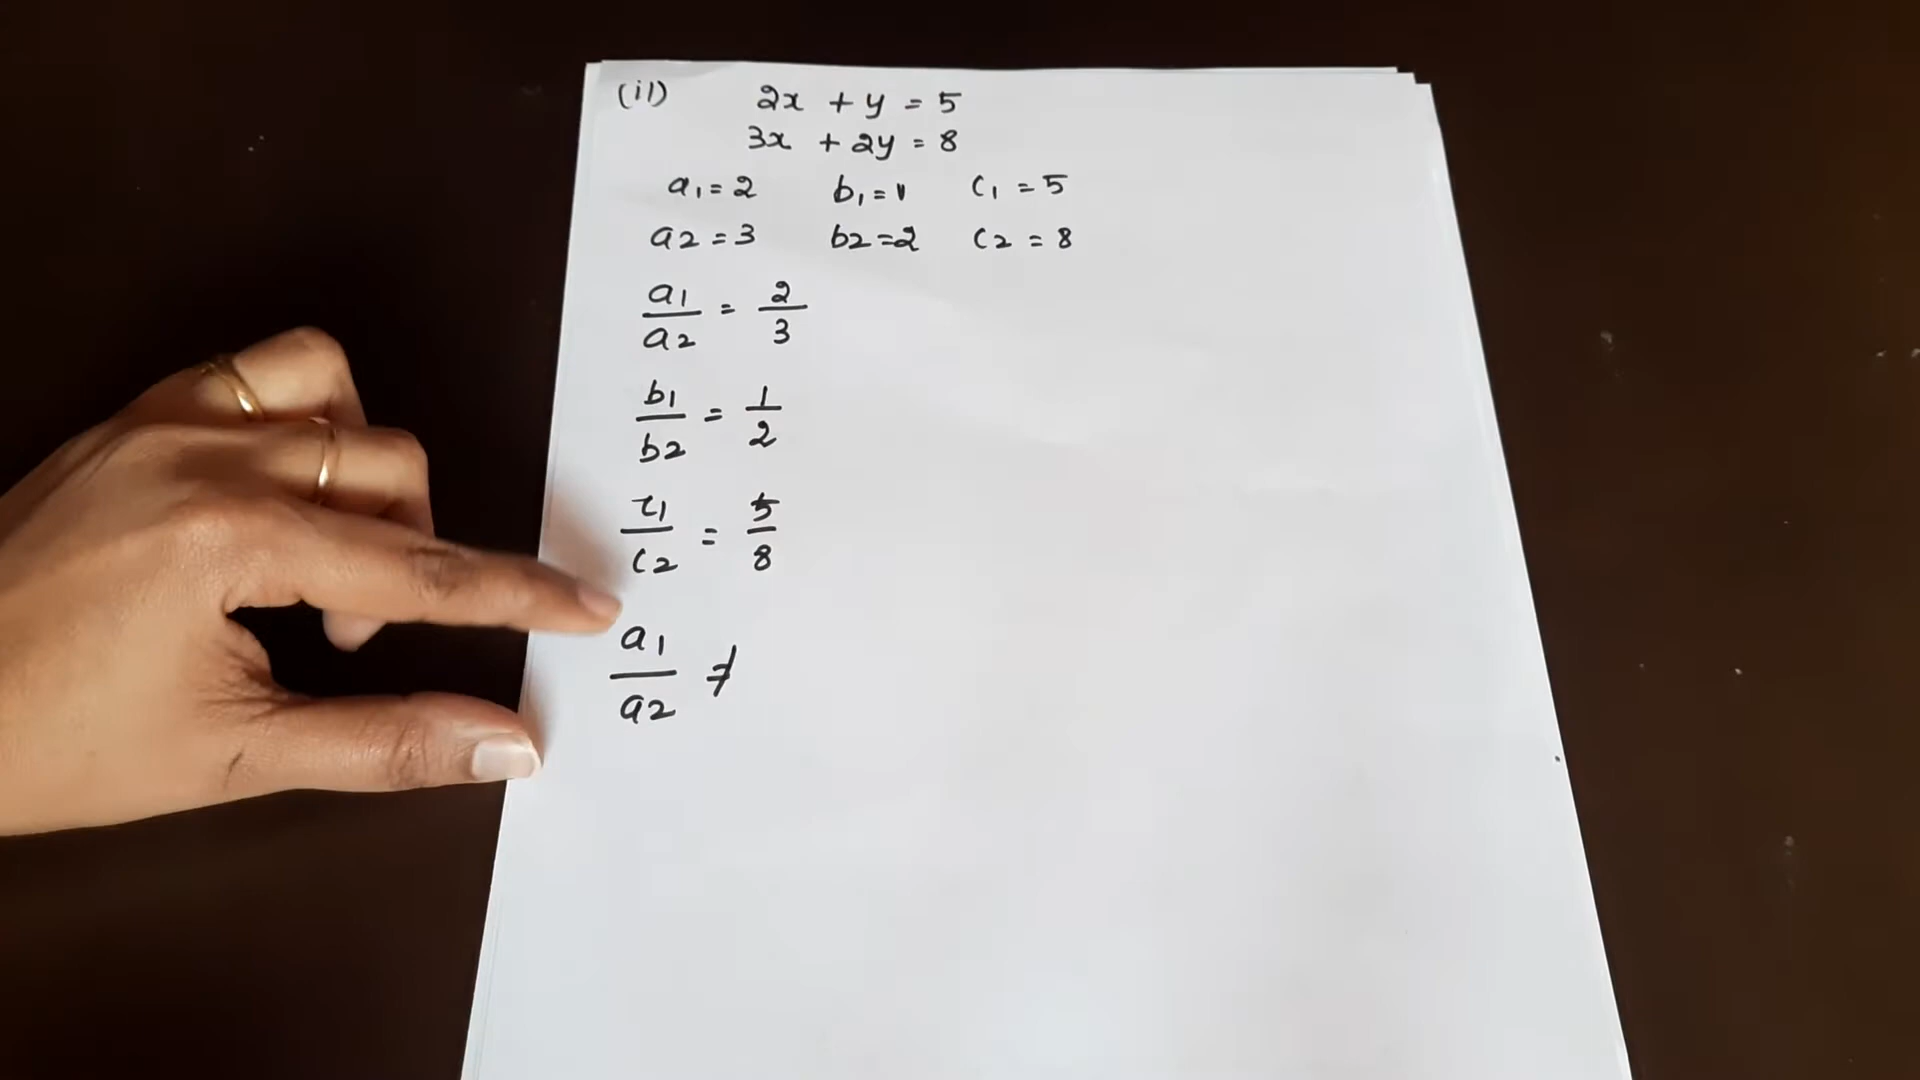 (ii) 2x + y = 5
3x + 2y = 8
a1 = 2 b1 = 1 c1 = 5
a2 = 3 b2 = 2 c2 = 8
a1/a2 = 2/3
b1/b2 = 1/2
c1/c2 = 5/8
a1/a2 ≠